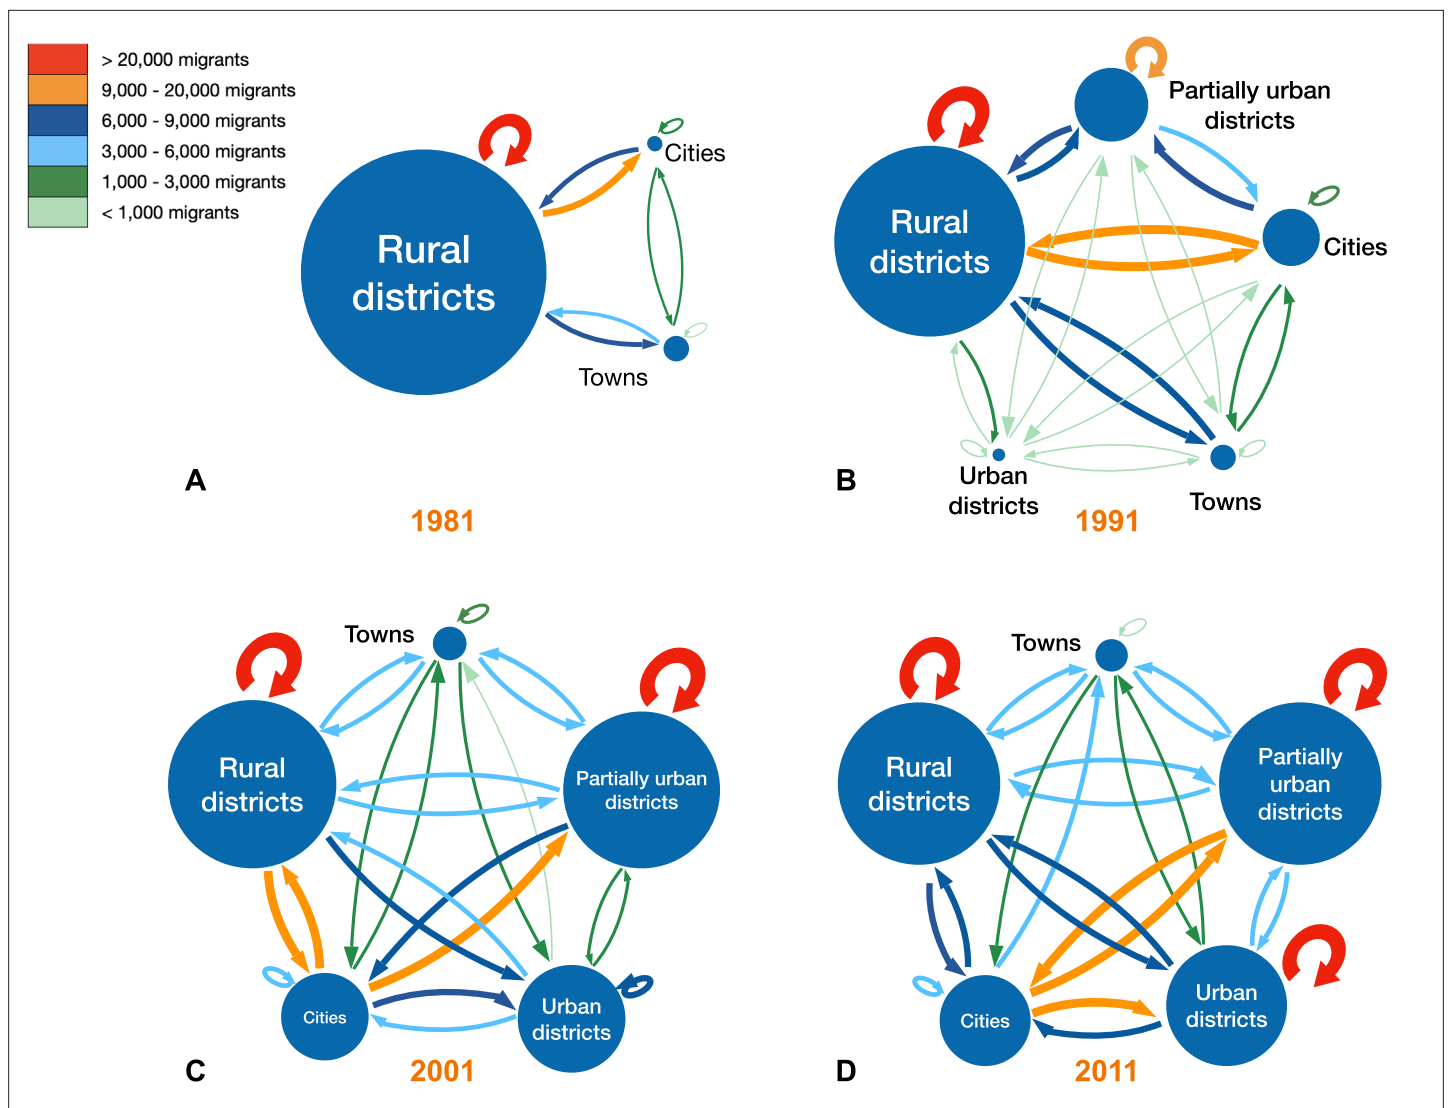 > 20,000 migrants
9,000 - 20,000 migrants
6,000 - 9,000 migrants
3,000 - 6,000 migrants
1,000 - 3,000 migrants
< 1,000 migrants
Rural
districts
Cities
Towns
A
1981
Partially urban
districts
Rural
districts
Cities
Urban
districts
Towns
B
1991
Towns
Rural
districts
Partially urban
districts
Cities
Urban
districts
C
2001
Towns
Rural
districts
Partially
urban
districts
Cities
Urban
districts
D
2011